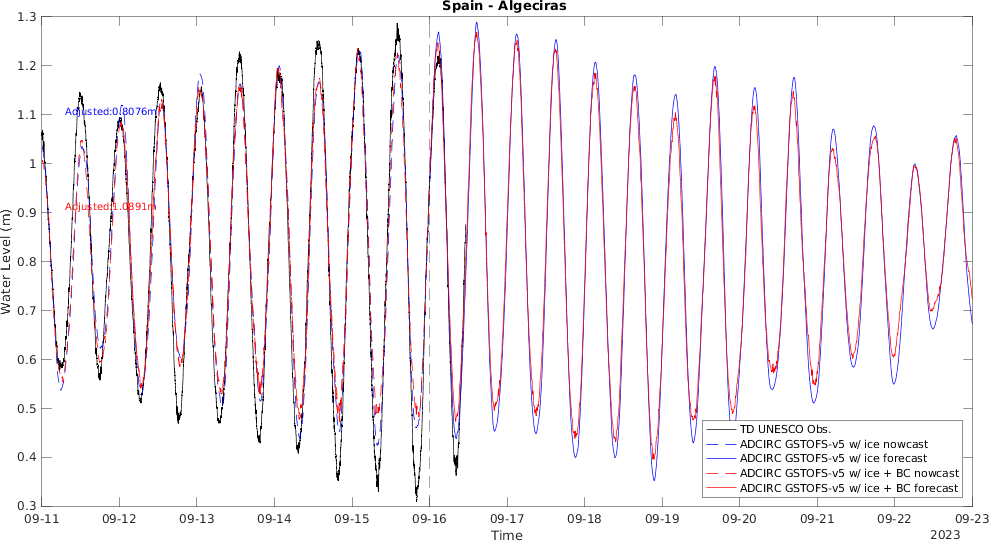 Spain - Algeciras
1.3
1.2
1.1
1
0.9
0.8
0.7
0.6
0.5
0.4
0.3
Water Level (m)
Adjusted:0.8076m
Adjusted:1.0891m
TD UNESCO Obs.
ADCIRC GSTOFS-v5 w/ ice nowcast
ADCIRC GSTOFS-v5 w/ ice forecast
ADCIRC GSTOFS-v5 w/ ice + BC nowcast
ADCIRC GSTOFS-v5 w/ ice + BC forecast
09-11 09-12 09-13 09-14 09-15 09-16 09-17 09-18 09-19 09-20 09-21 09-22 09-23
Time
2023